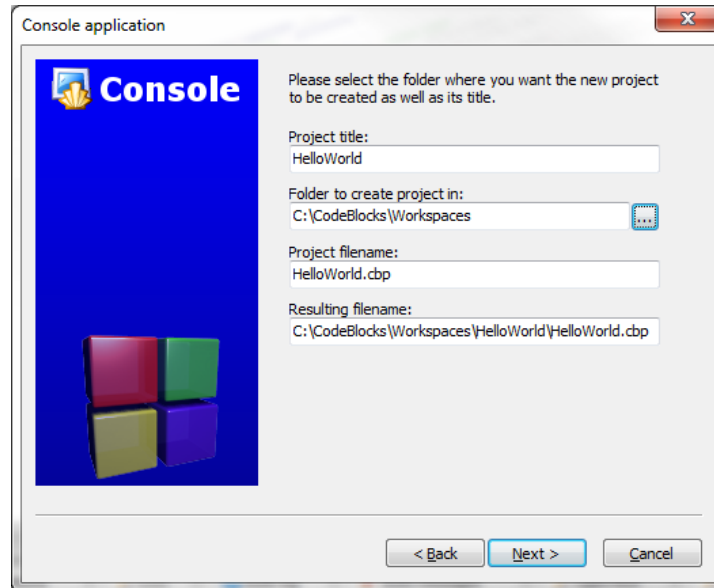 Console application
Console
Please select the folder where you want the new project
to be created as well as its title.
Project title:
HelloWorld
Folder to create project in:
C:\CodeBlocks\Workspaces
...
Project filename:
HelloWorld.cbp
Resulting filename:
C:\CodeBlocks\Workspaces\HelloWorld\HelloWorld.cbp
< Back Next > Cancel